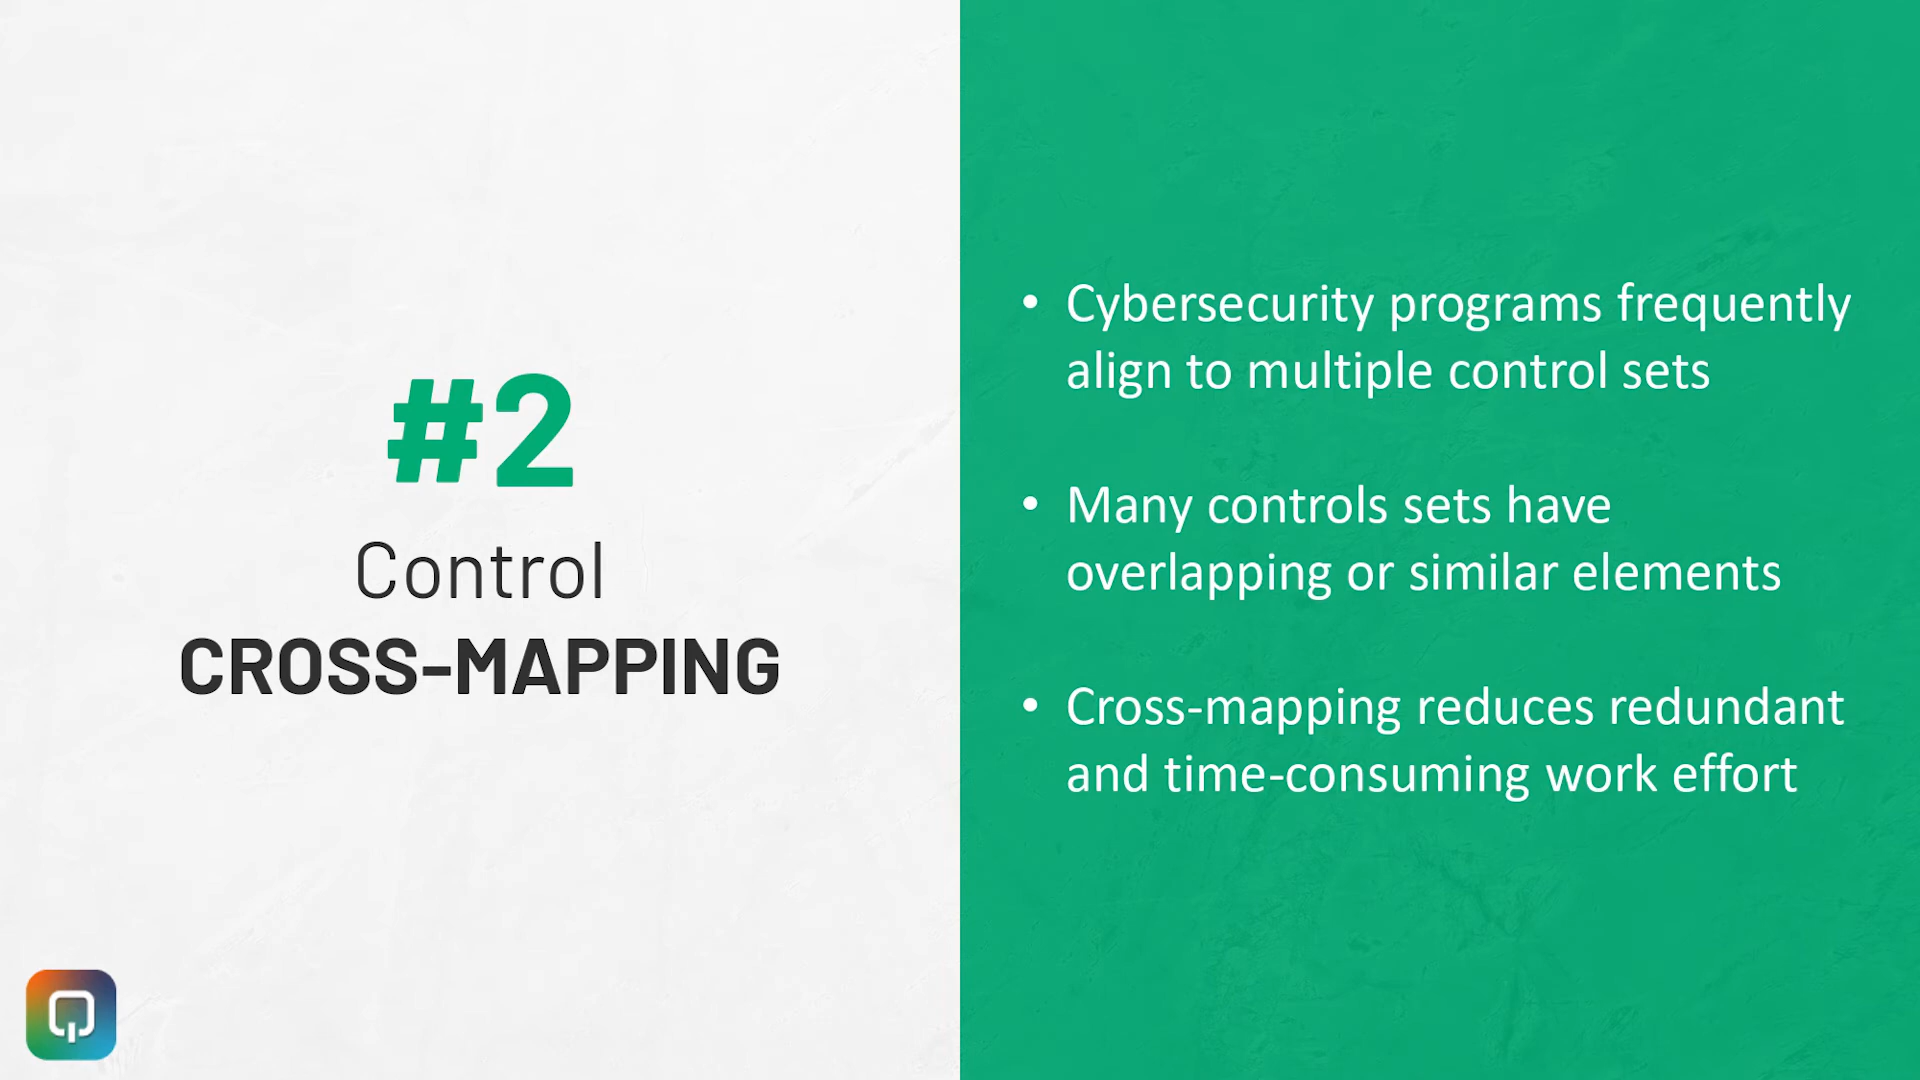 #2
Control
CROSS-MAPPING
• Cybersecurity programs frequently
align to multiple control sets
• Many controls sets have
overlapping or similar elements
• Cross-mapping reduces redundant
and time-consuming work effort